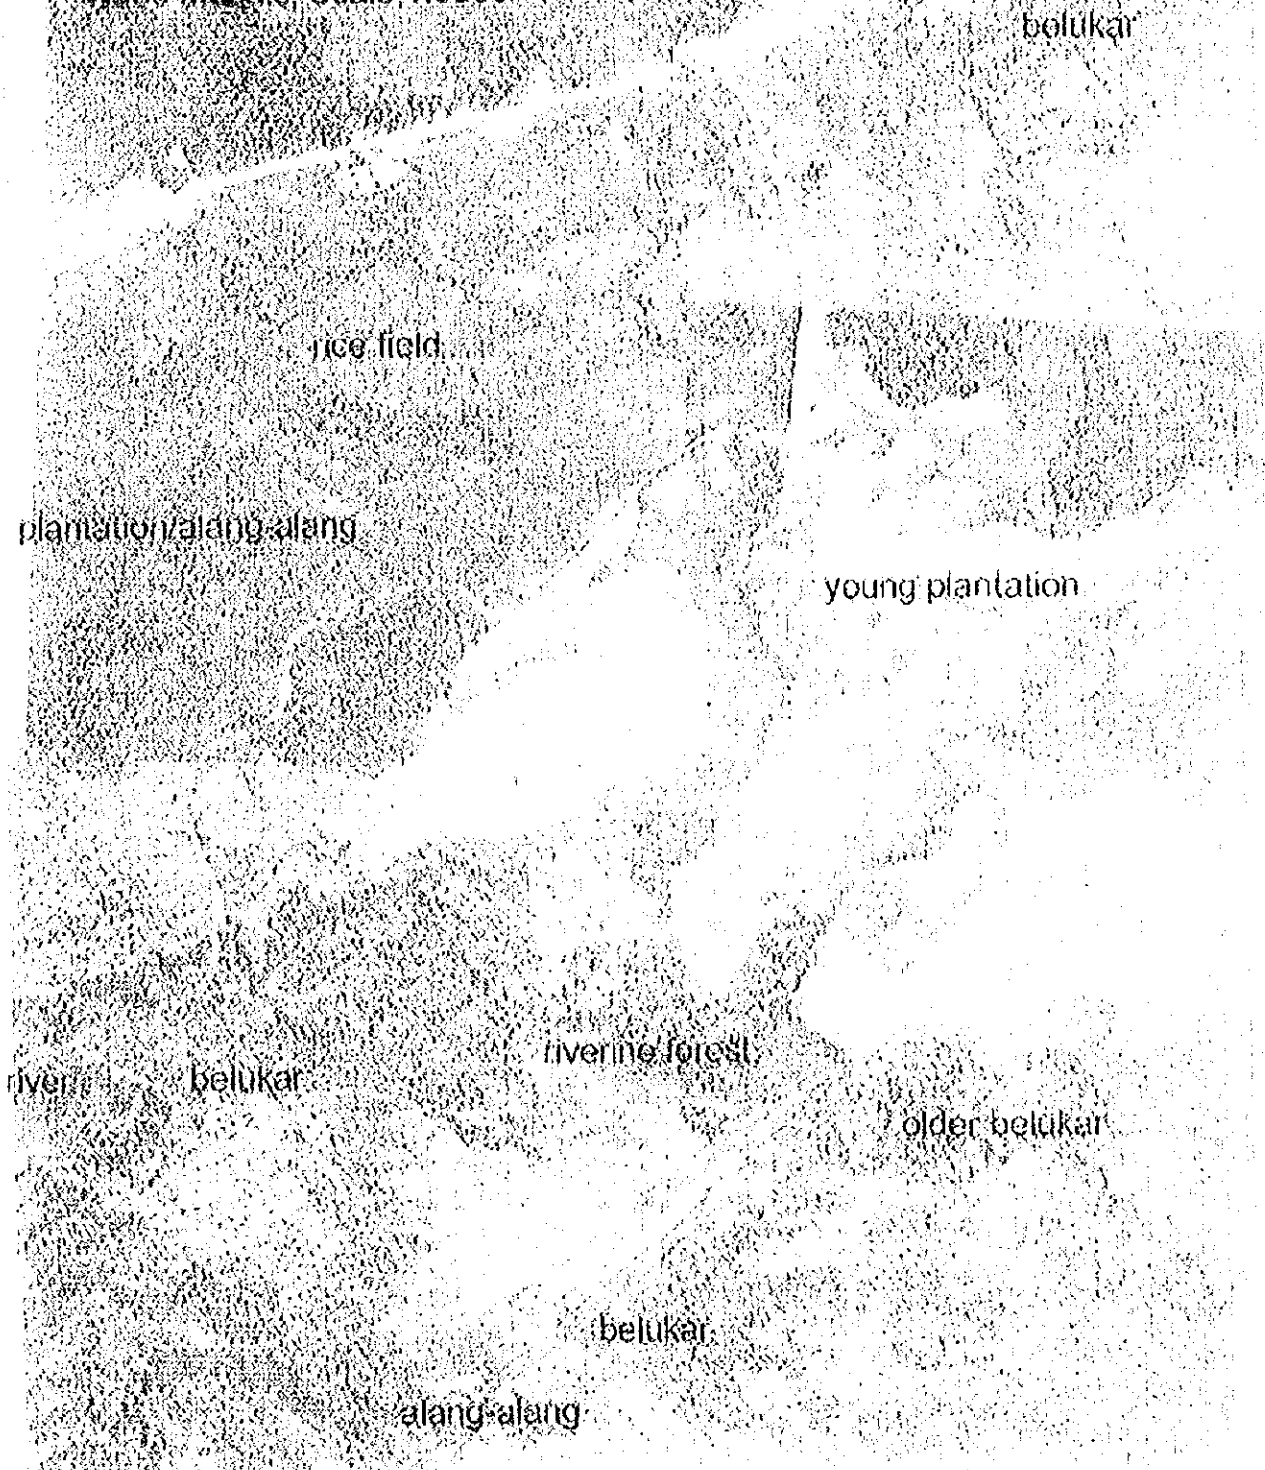 belukar
rice field
plantation/alang-alang
young plantation
riverine forest
river
belukar
older belukar
belukar
alang-alang